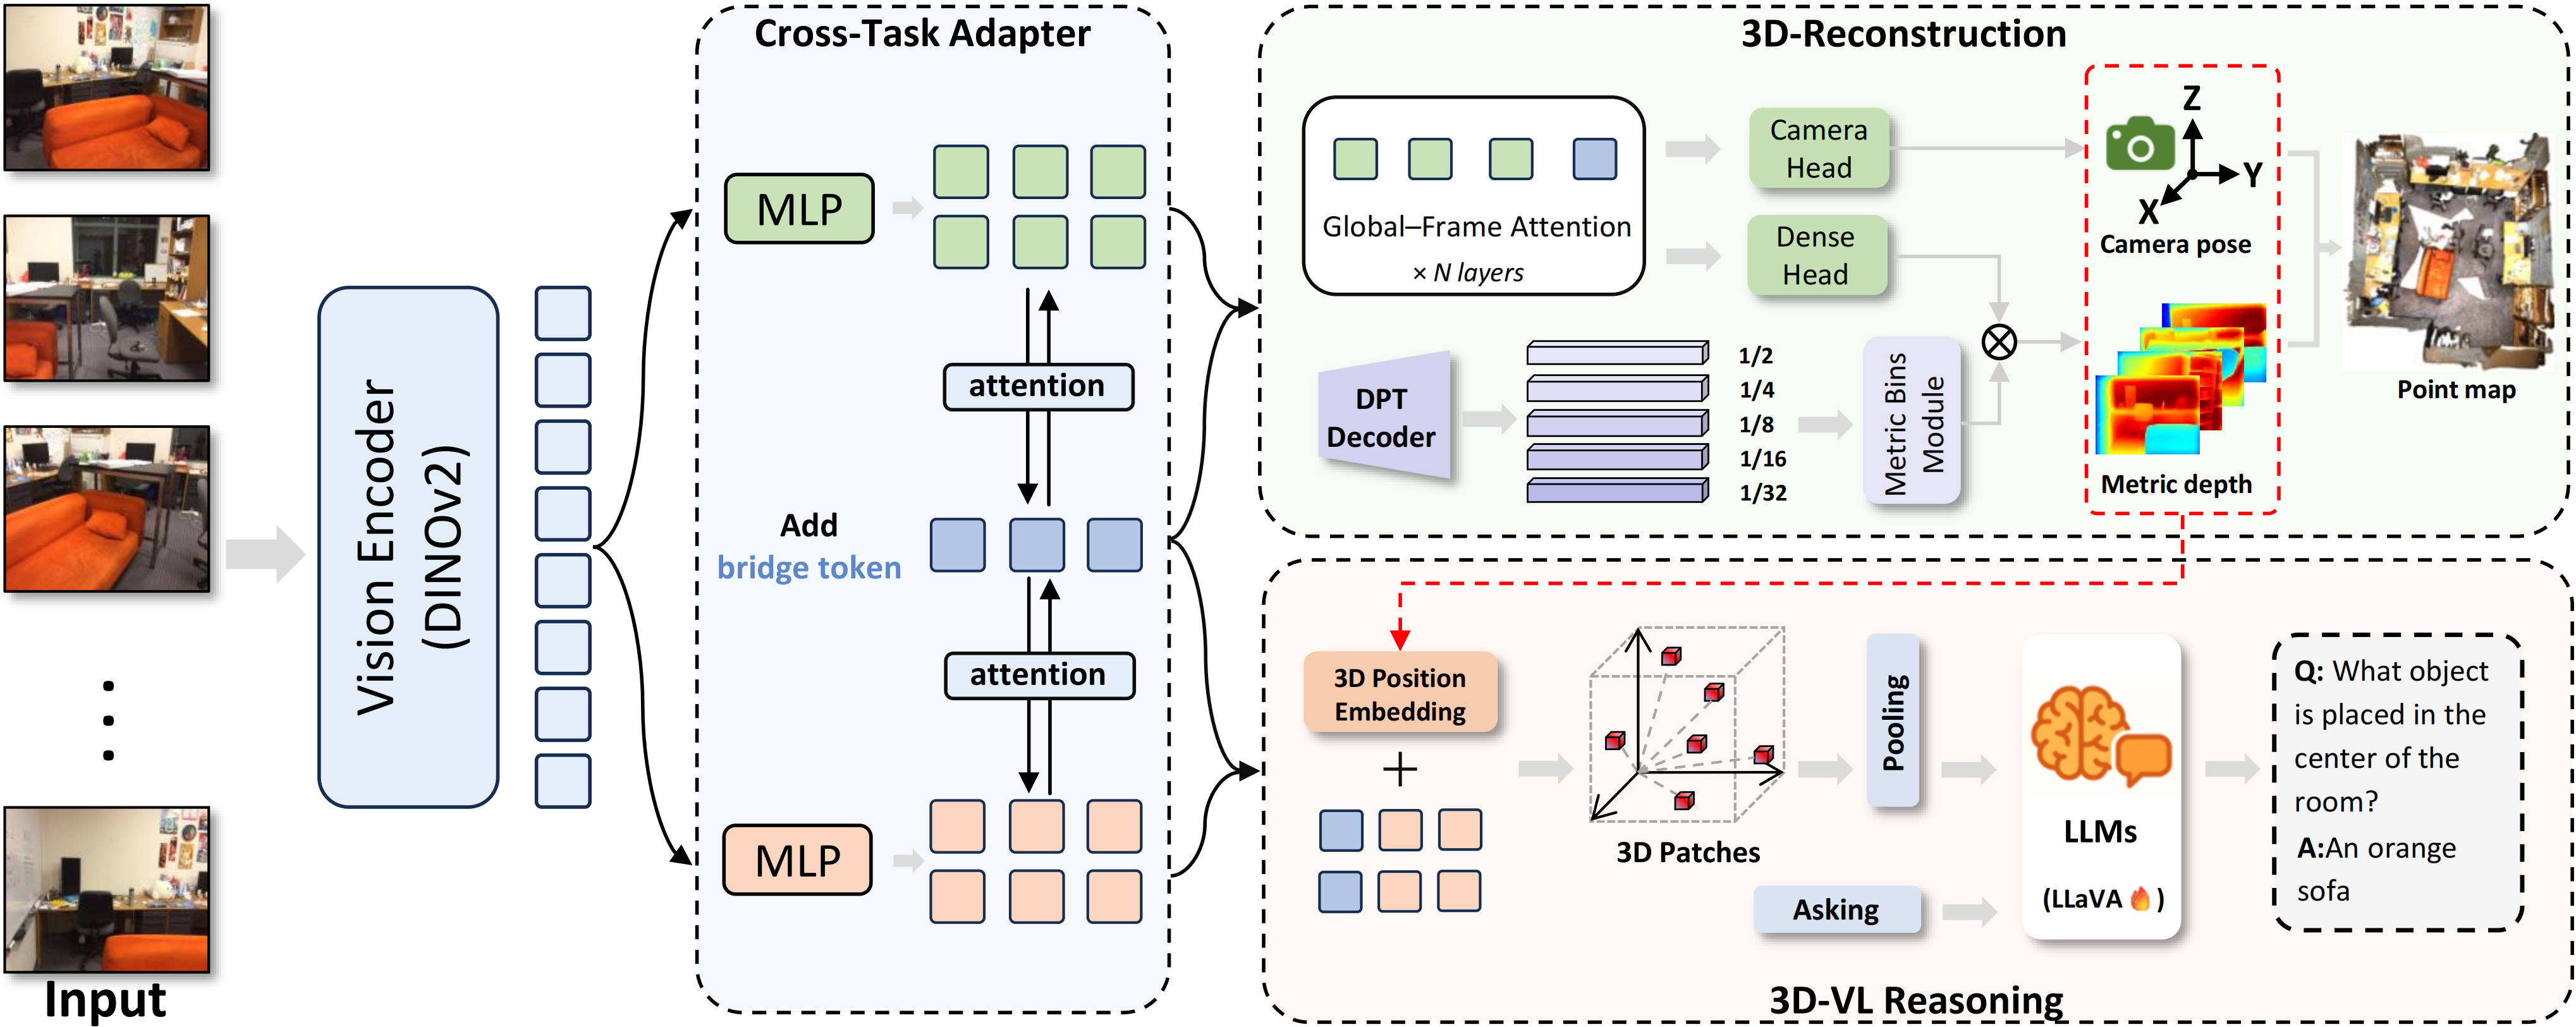 Input
Vision Encoder
(DINOv2)
Cross-Task Adapter
MLP
attention
Add
bridge token
attention
MLP
3D-Reconstruction
Global–Frame Attention
× N layers
Camera
Head
Dense
Head
DPT
Decoder
1/2
1/4
1/8
1/16
1/32
Metric Bins
Module
Z
Y
X
Camera pose
Metric depth
Point map
3D Position
Embedding
+
3D Patches
Pooling
Asking
LLMs
(LLaVA 🔥 )
Q: What object
is placed in the
center of the
room?
A:An orange
sofa
3D-VL Reasoning